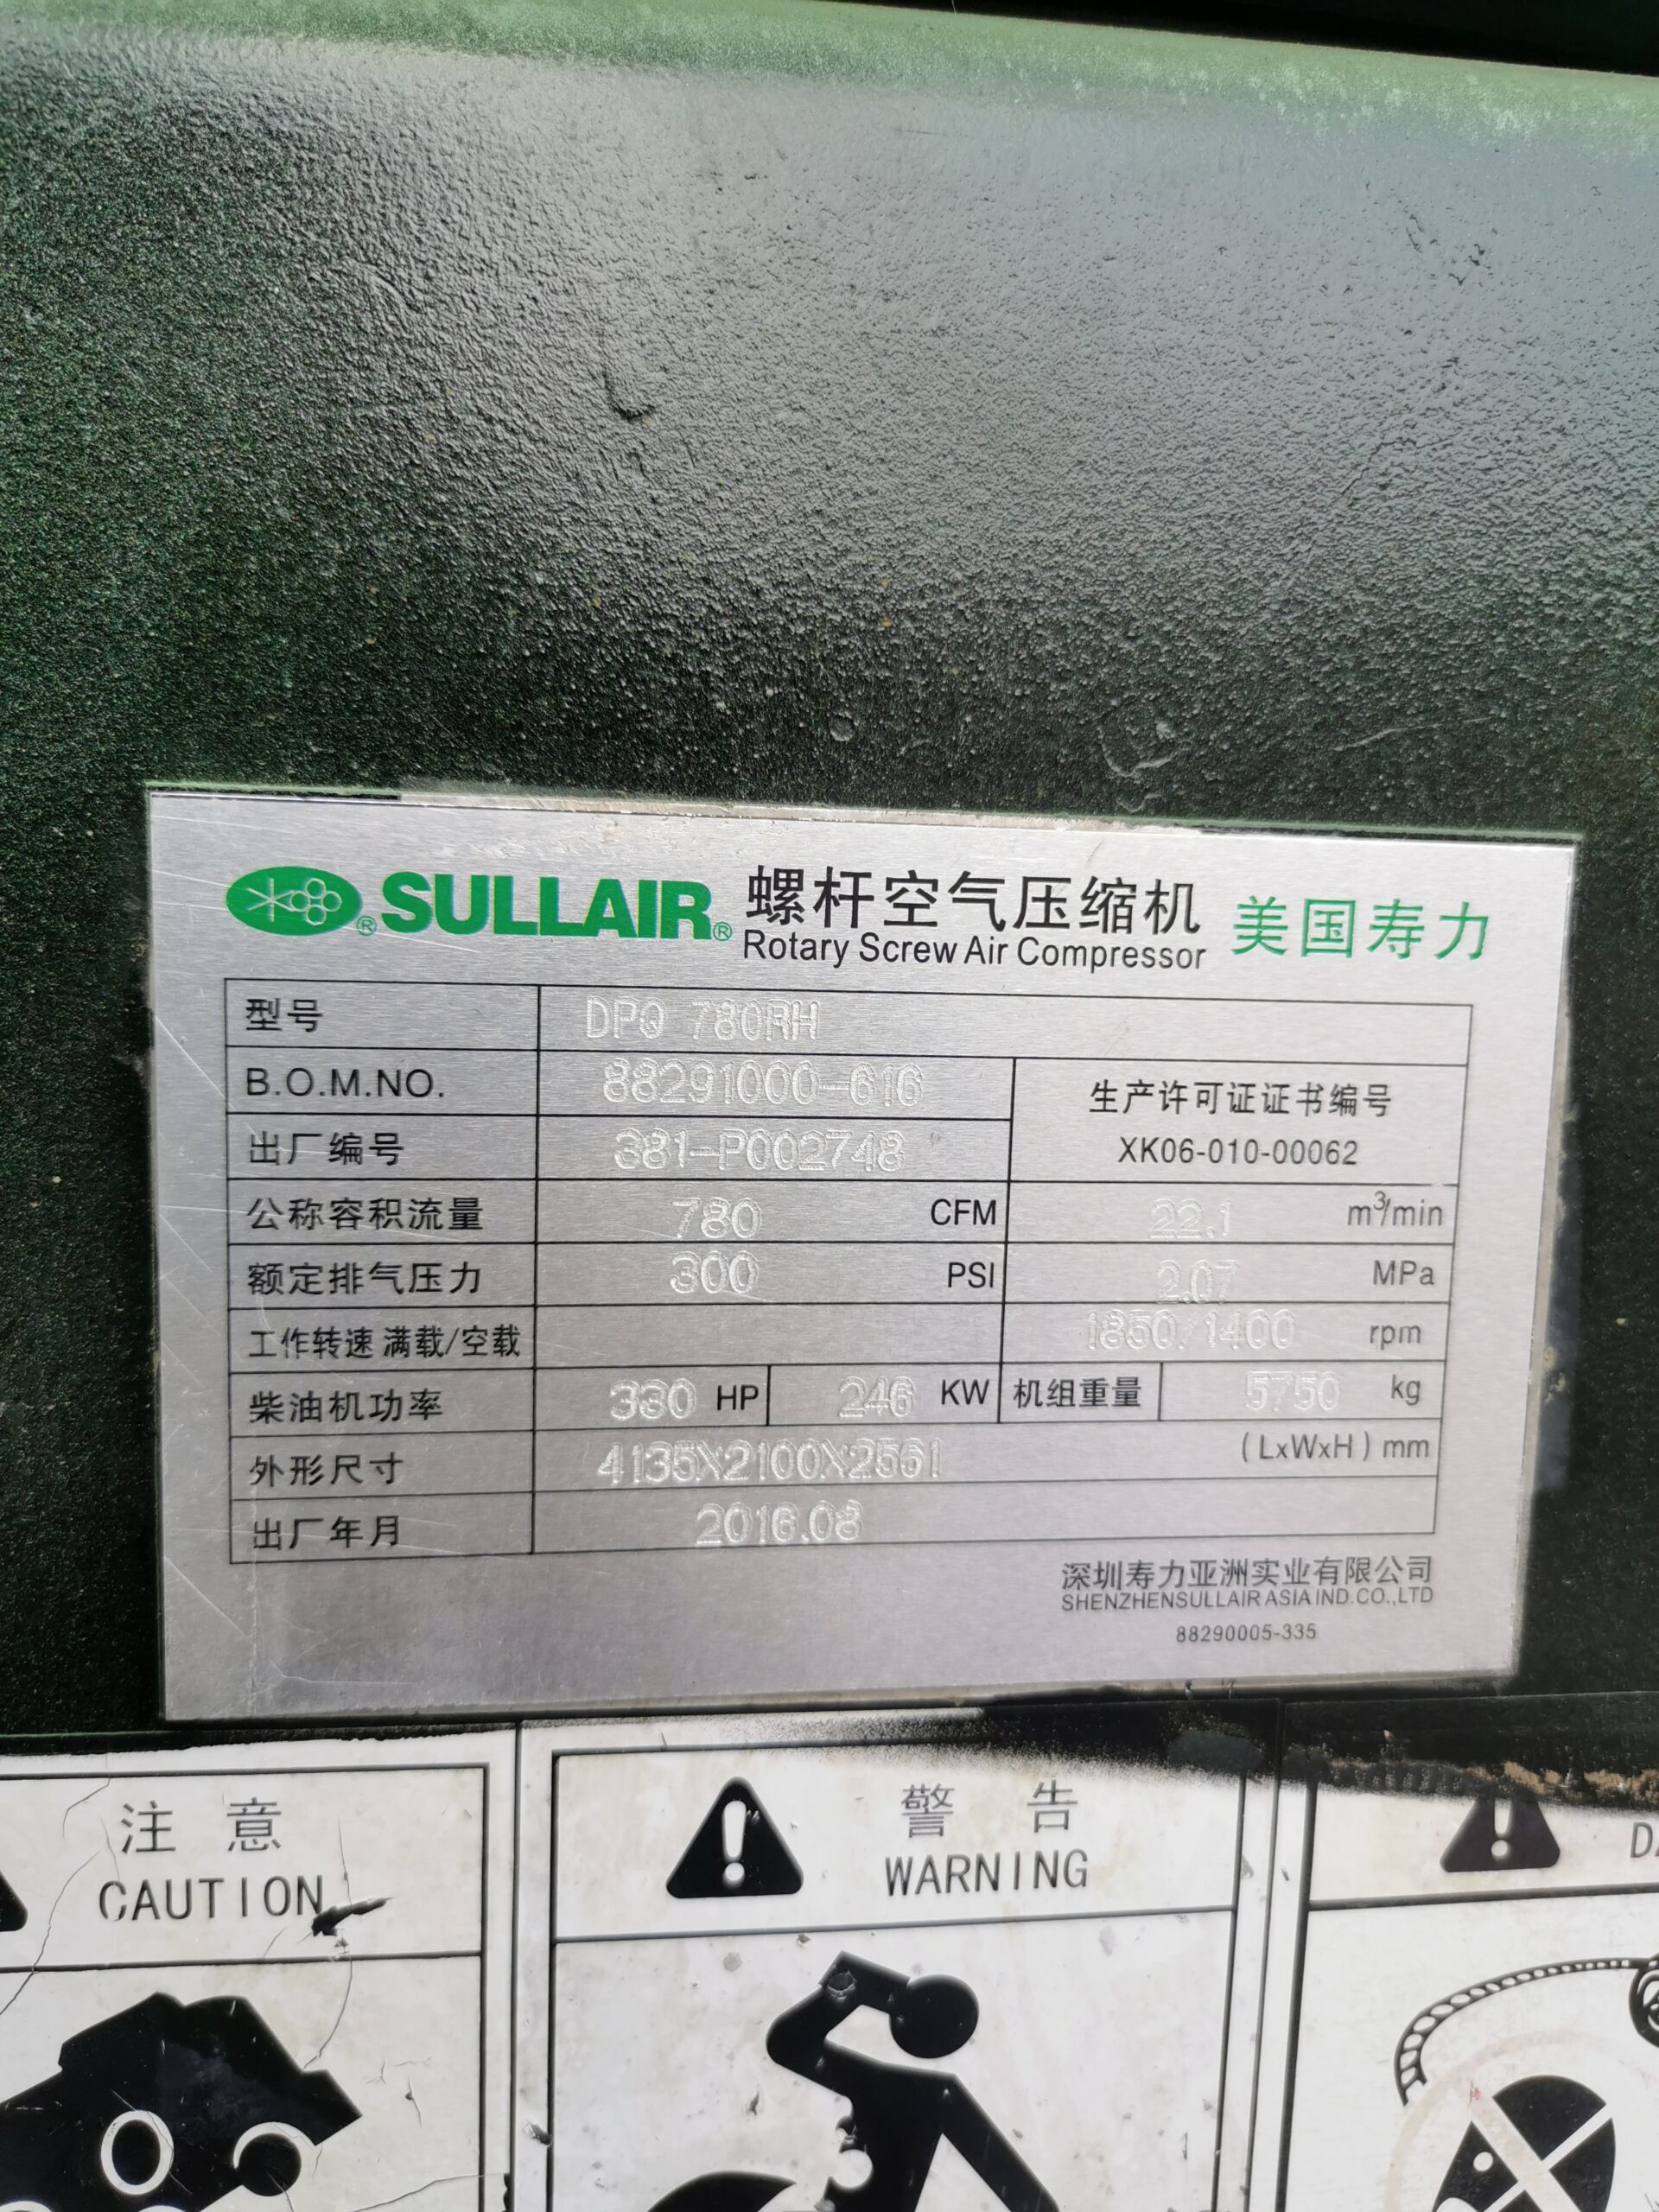 ® SULLAIR® 螺杆空气压缩机 美国寿力
Rotary Screw Air Compressor
型号 DPQ 780RH
B.O.M.NO. 88291000-616
生产许可证证书编号
出厂编号 381-P002748
XK06-010-00062
公称容积流量 780 CFM 22.1 m³/min
额定排气压力 300 PSI 2.07 MPa
工作转速 满载/空载 1850/1400 rpm
柴油机功率 330 HP 246 KW 机组重量 5750 kg
外形尺寸 4135X2100X2561 (LxWxH) mm
出厂年月 2016.08
深圳寿力亚洲实业有限公司
SHENZHENSULLAIR ASIA IND.CO.,LTD
88290005-335
注 意
CAUTION
警 告
WARNING